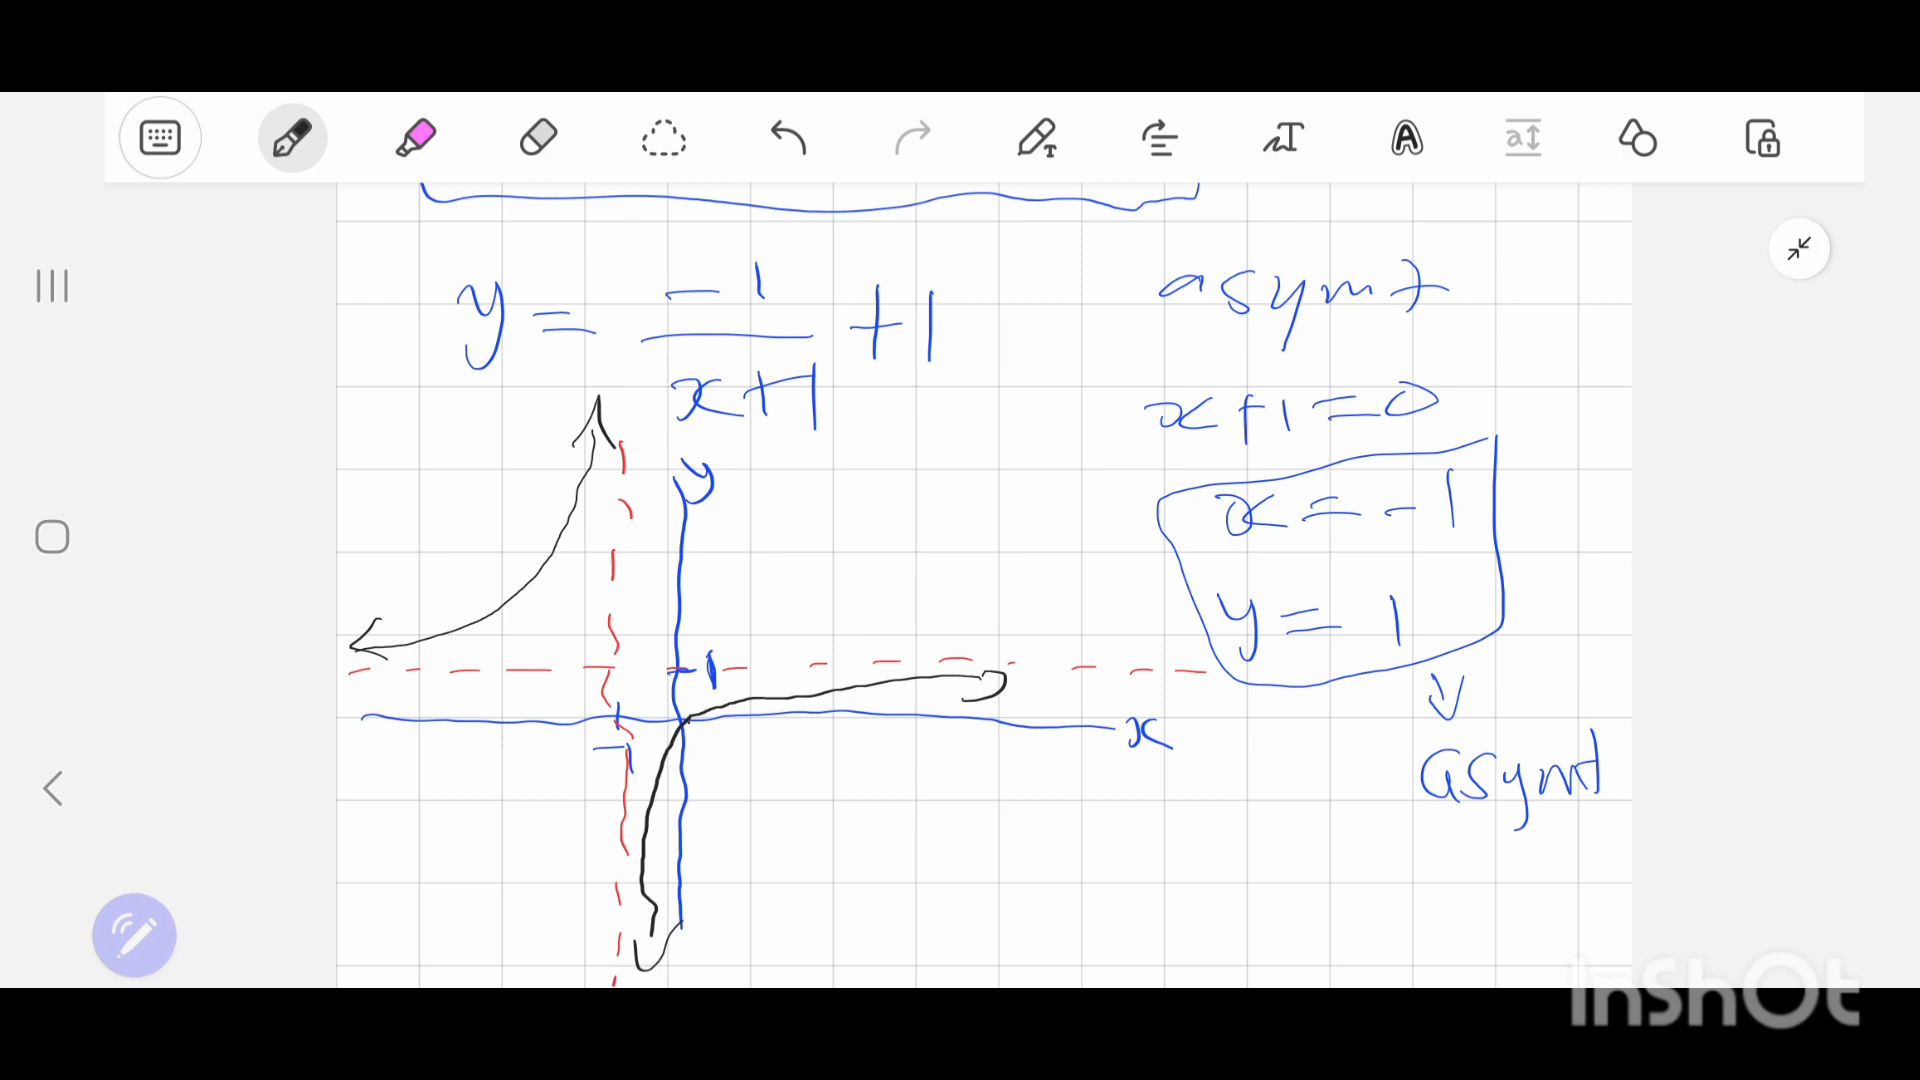 y = -1/(x+1) +1
asymt
x+1=0
x=-1
y=1
asymt
y
1
x
-1
InShOt